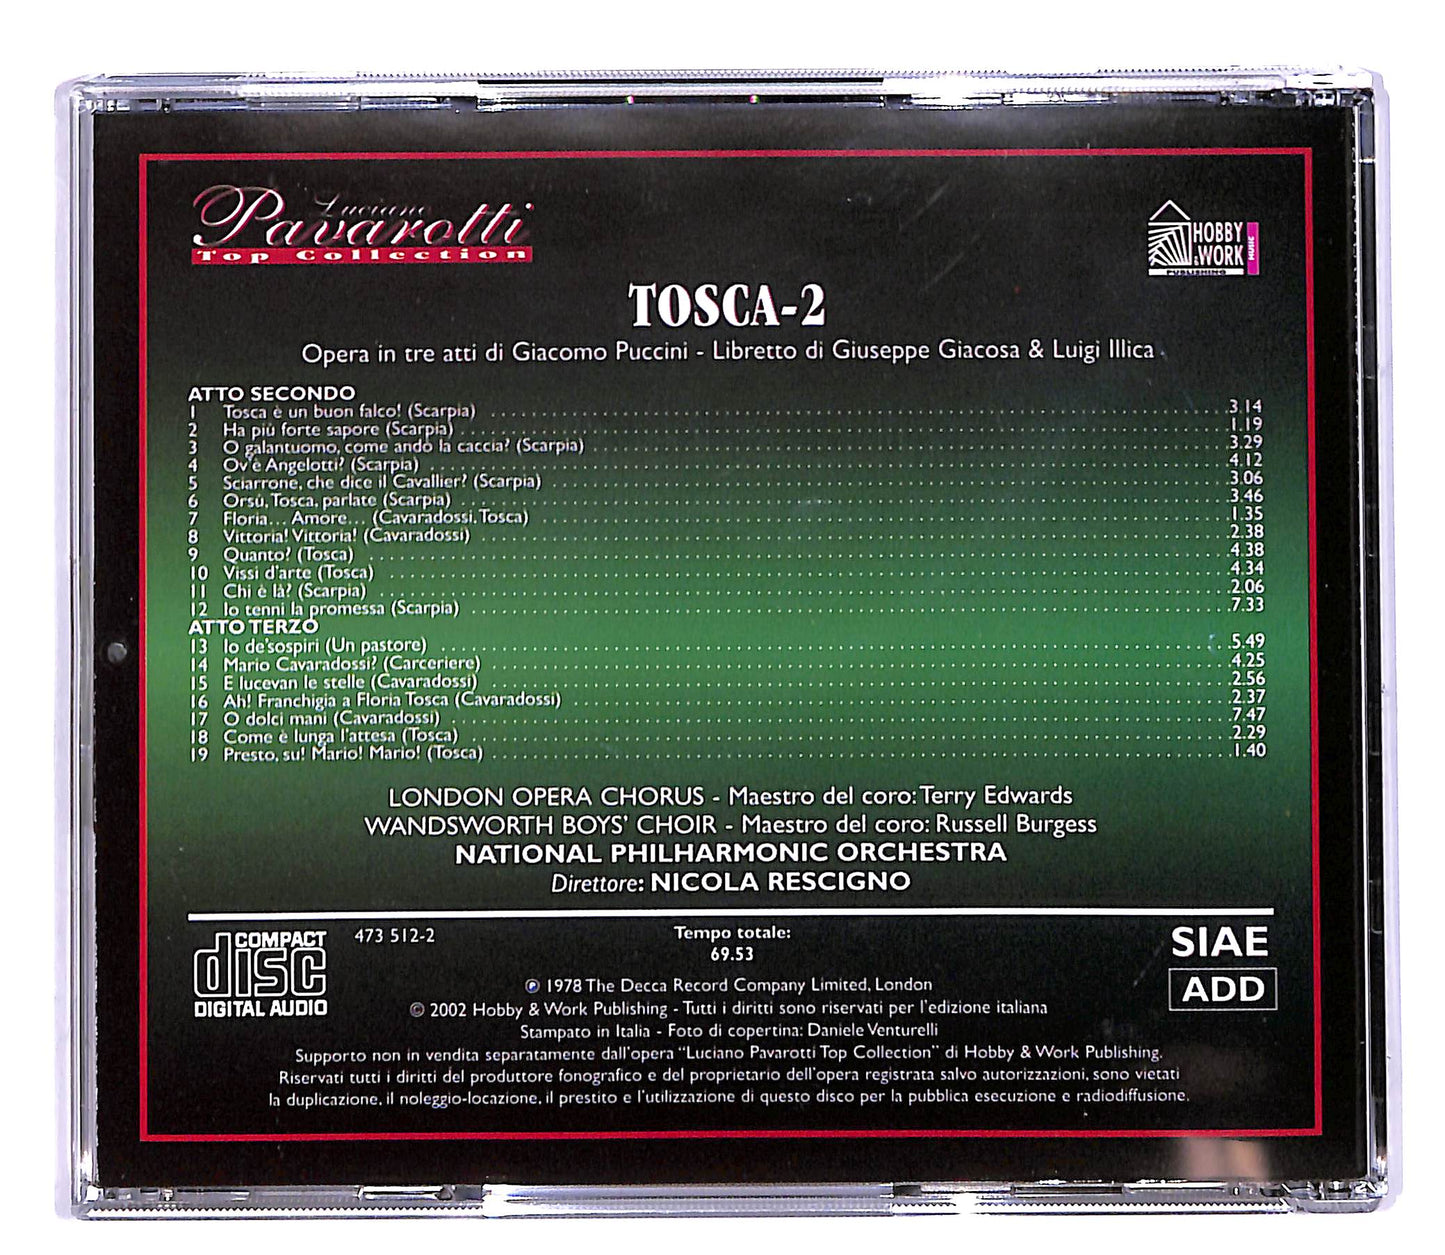 Luciano
Pavarotti
Top Collection
HOBBY
&WORK
PUBLISHING
MUSIC
TOSCA-2
Opera in tre atti di Giacomo Puccini - Libretto di Giuseppe Giacosa & Luigi Illica
ATTO SECONDO
1 Tosca è un buon falco! (Scarpia) 3.14
2 Ha più forte sapore (Scarpia) 1.19
3 O galantuomo, come andò la caccia? (Scarpia) 3.29
4 Ov'è Angelotti? (Scarpia) 4.12
5 Sciarrone, che dice il Cavallier? (Scarpia) 3.06
6 Orsù, Tosca, parlate (Scarpia) 3.46
7 Floria... Amore... (Cavaradossi, Tosca) 1.35
8 Vittoria! Vittoria! (Cavaradossi) 2.38
9 Quanto? (Tosca) 4.38
10 Vissi d'arte (Tosca) 4.34
11 Chi è là? (Scarpia) 2.06
12 Io tenni la promessa (Scarpia) 7.33
ATTO TERZO
13 Io de'sospiri (Un pastore) 5.49
14 Mario Cavaradossi? (Carceriere) 4.25
15 E lucevan le stelle (Cavaradossi) 2.56
16 Ah! Franchigia a Floria Tosca (Cavaradossi) 2.37
17 O dolci mani (Cavaradossi) 7.47
18 Come è lunga l'attesa (Tosca) 2.29
19 Presto, su! Mario! Mario! (Tosca) 1.40
LONDON OPERA CHORUS - Maestro del coro: Terry Edwards
WANDSWORTH BOYS' CHOIR - Maestro del coro: Russell Burgess
NATIONAL PHILHARMONIC ORCHESTRA
Direttore: NICOLA RESCIGNO
COMPACT
disc
DIGITAL AUDIO
473 512-2
Tempo totale:
69.53
SIAE
ADD
℗ 1978 The Decca Record Company Limited, London
© 2002 Hobby & Work Publishing - Tutti i diritti sono riservati per l'edizione italiana
Stampato in Italia - Foto di copertina: Daniele Venturelli
Supporto non in vendita separatamente dall'opera "Luciano Pavarotti Top Collection" di Hobby & Work Publishing.
Riservati tutti i diritti del produttore fonografico e del proprietario dell'opera registrata salvo autorizzazioni, sono vietati
la duplicazione, il noleggio-locazione, il prestito e l'utilizzazione di questo disco per la pubblica esecuzione e radiodiffusione.